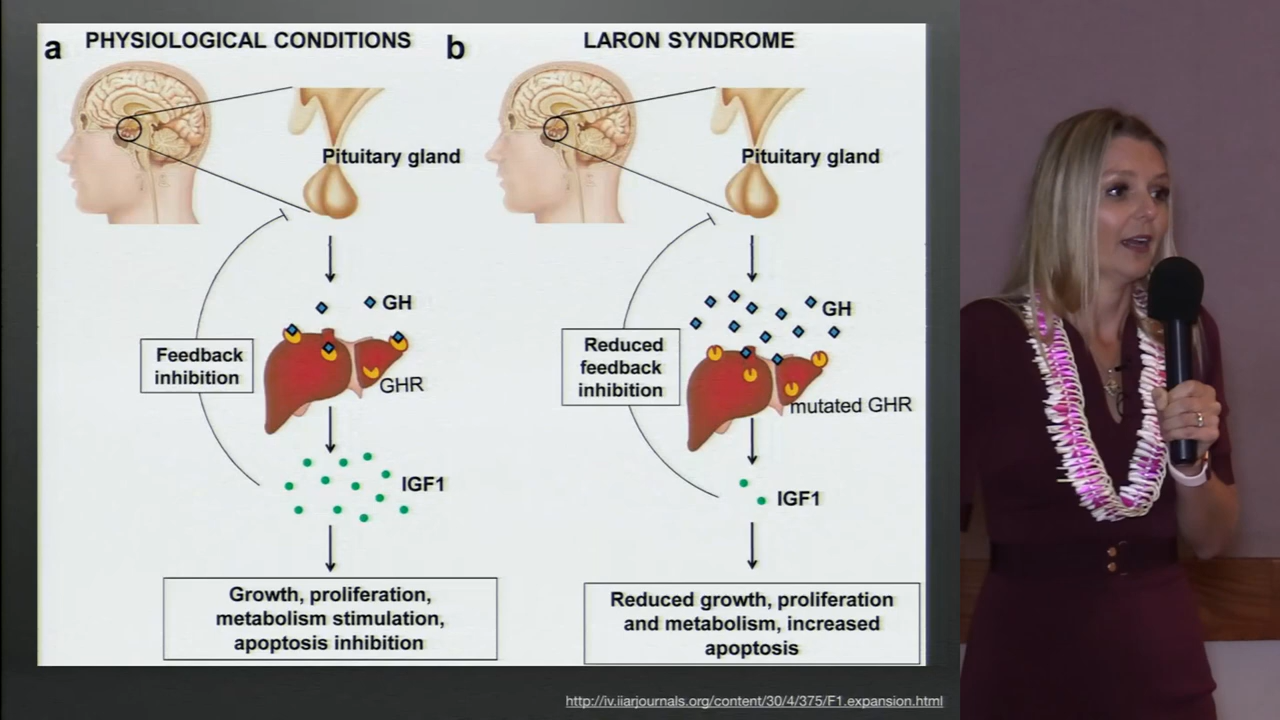 a
PHYSIOLOGICAL CONDITIONS
Pituitary gland
GH
Feedback
inhibition
GHR
IGF1
Growth, proliferation,
metabolism stimulation,
apoptosis inhibition
b
LARON SYNDROME
Pituitary gland
GH
Reduced
feedback
inhibition
mutated GHR
IGF1
Reduced growth, proliferation
and metabolism, increased
apoptosis
http://iv.iiarjournals.org/content/30/4/375/F1.expansion.html